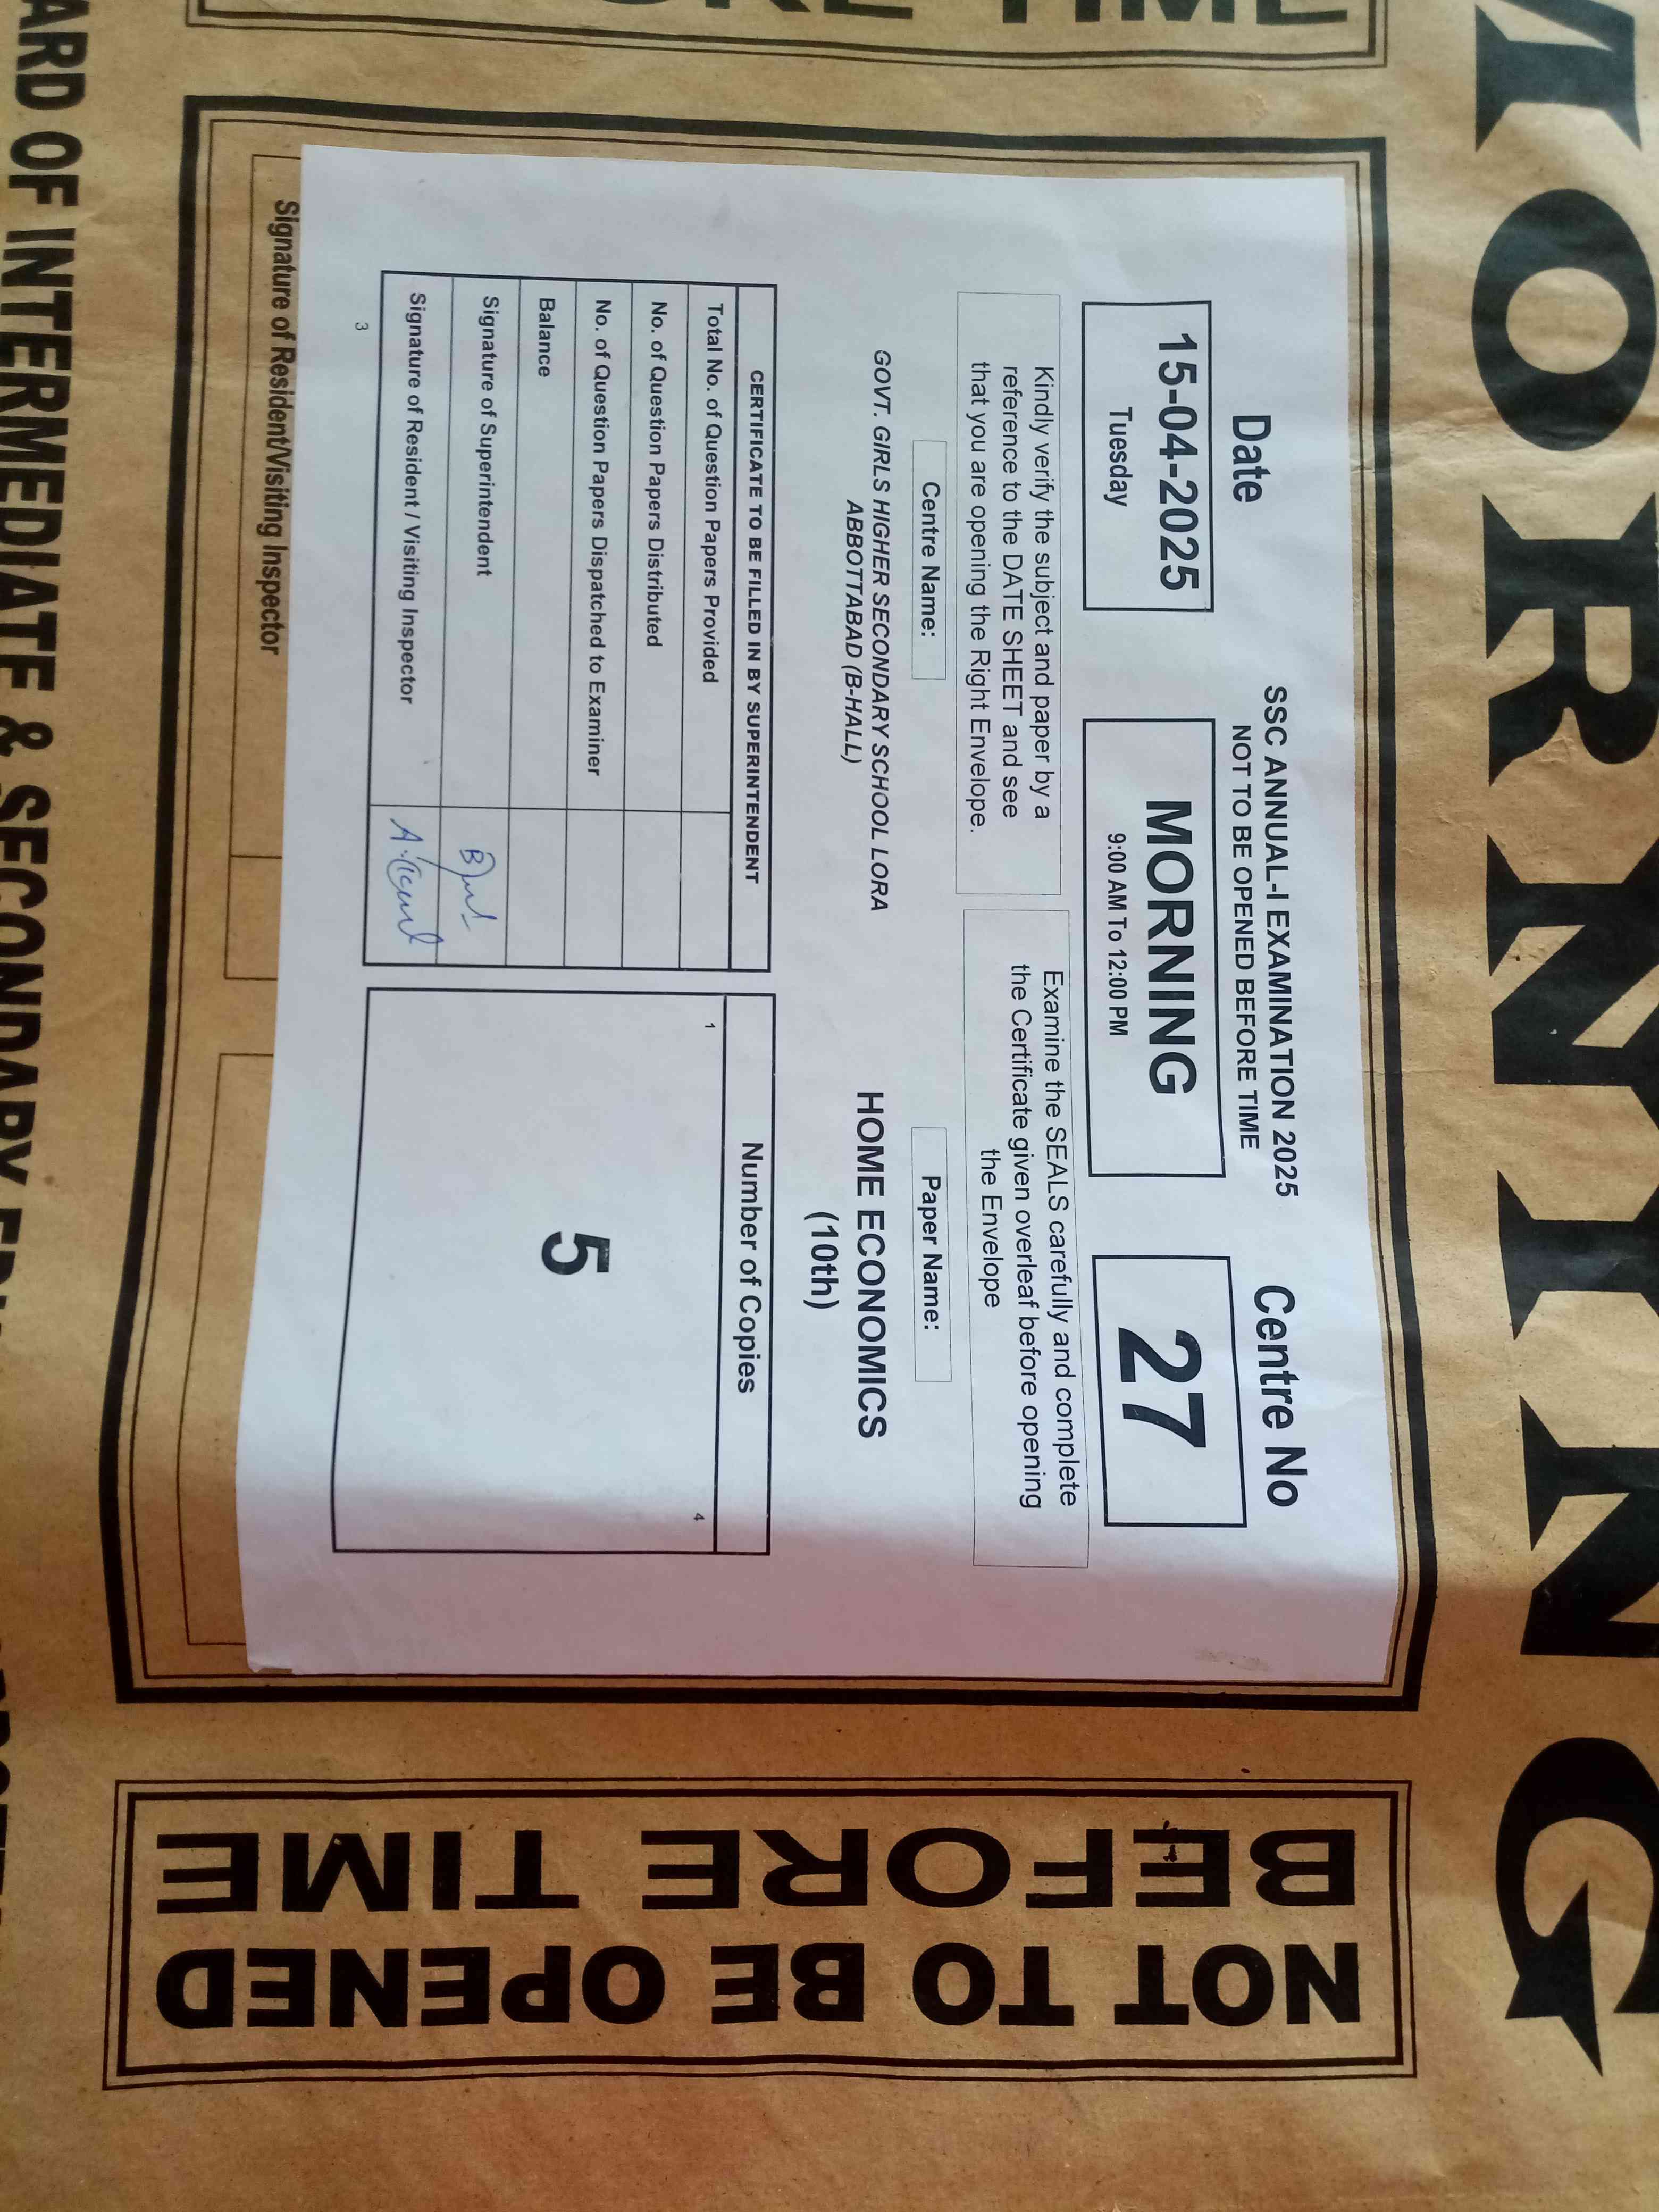 MORNING
SSC ANNUAL-I EXAMINATION 2025
NOT TO BE OPENED BEFORE TIME
Date
15-04-2025
Tuesday
MORNING
9:00 AM To 12:00 PM
Centre No
27
Kindly verify the subject and paper by a
reference to the DATE SHEET and see
that you are opening the Right Envelope.
Examine the SEALS carefully and complete
the Certificate given overleaf before opening
the Envelope
Centre Name:
GOVT. GIRLS HIGHER SECONDARY SCHOOL LORA
ABBOTTABAD (B-HALL)
Paper Name:
HOME ECONOMICS
(10th)
CERTIFICATE TO BE FILLED IN BY SUPERINTENDENT
Total No. of Question Papers Provided
No. of Question Papers Distributed
No. of Question Papers Dispatched to Examiner
Balance
Signature of Superintendent
Signature of Resident / Visiting Inspector
3
Number of Copies
1
4
5
Signature of Resident/Visiting Inspector
ARD OF INTERMEDIATE & SECONDARY
NOT TO BE OPENED
BEFORE TIME
TIME